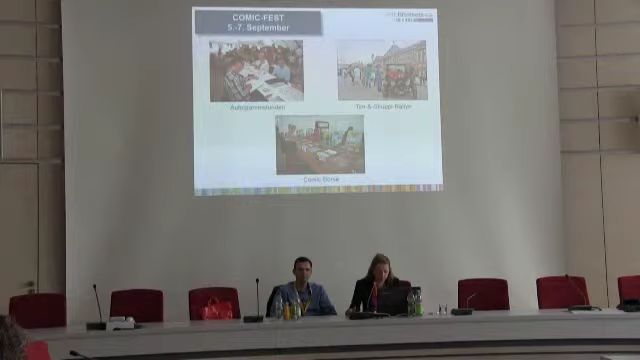 COMIC-FEST
5.-7. September
Autogrammstunden
Tim-&-Struppi-Rallye
Comic Börse